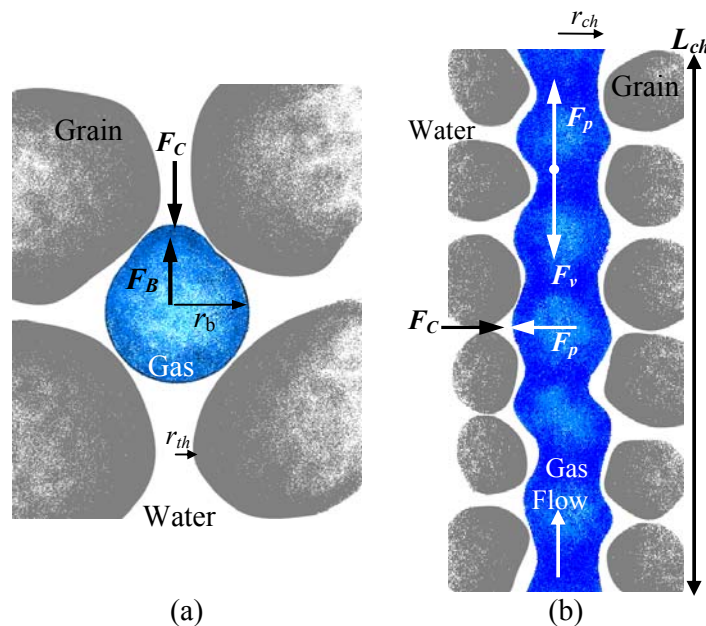 Grain
F_C
F_B
r_b
Gas
r_th
Water
(a)
r_ch
L_ch
Grain
Water
F_p
F_v
F_C
F_p
Gas
Flow
(b)